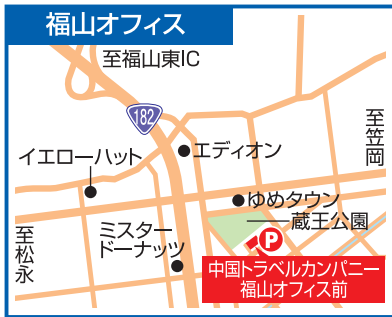 福山オフィス
至福山東IC
182
至笠岡
イエローハット
エディオン
ゆめタウン
蔵王公園
至松永
ミスター
ドーナッツ
P
中国トラベルカンパニー
福山オフィス前